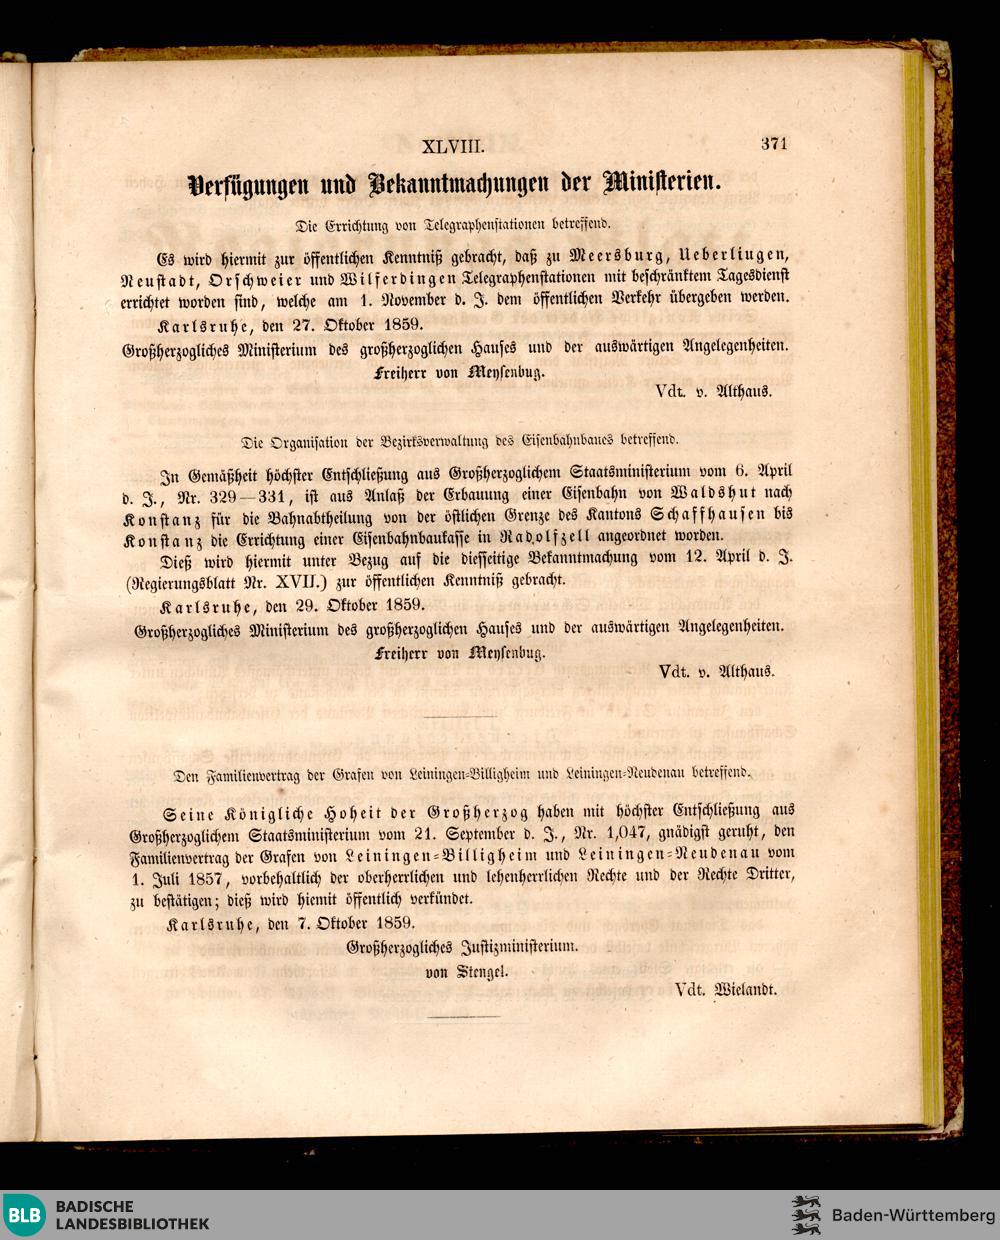 XLVIII. 371
Verfügungen und Bekanntmachungen der Ministerien.
Die Errichtung von Telegraphenstationen betreffend.
Es wird hiermit zur öffentlichen Kenntniß gebracht, daß zu Meersburg, Ueberlingen,
Neustadt, Orschweier und Wilferdingen Telegraphenstationen mit beschränktem Tagesdienst
errichtet worden sind, welche am 1. November d. J. dem öffentlichen Verkehr übergeben werden.
Karlsruhe, den 27. Oktober 1859.
Großherzogliches Ministerium des großherzoglichen Hauses und der auswärtigen Angelegenheiten.
Freiherr von Meysenbug.
Vdt. v. Althaus.
Die Organisation der Bezirksverwaltung des Eisenbahnbaues betreffend.
In Gemäßheit höchster Entschließung aus Großherzoglichem Staatsministerium vom 6. April
d. J., Nr. 329—331, ist aus Anlaß der Erbauung einer Eisenbahn von Waldshut nach
Konstanz für die Bahnabtheilung von der östlichen Grenze des Kantons Schaffhausen bis
Konstanz die Errichtung einer Eisenbahnbaukasse in Radolfzell angeordnet worden.
Dieß wird hiermit unter Bezug auf die diesseitige Bekanntmachung vom 12. April d. J.
(Regierungsblatt Nr. XVII.) zur öffentlichen Kenntniß gebracht.
Karlsruhe, den 29. Oktober 1859.
Großherzogliches Ministerium des großherzoglichen Hauses und der auswärtigen Angelegenheiten.
Freiherr von Meysenbug.
Vdt. v. Althaus.
Den Familienvertrag der Grafen von Leiningen-Billigheim und Leiningen-Neudenau betreffend.
Seine Königliche Hoheit der Großherzog haben mit höchster Entschließung aus
Großherzoglichem Staatsministerium vom 21. September d. J., Nr. 1,047, gnädigst geruht, den
Familienvertrag der Grafen von Leiningen-Billigheim und Leiningen-Neudenau vom
1. Juli 1857, vorbehaltlich der oberherrlichen und lehenherrlichen Rechte und der Rechte Dritter,
zu bestätigen; dieß wird hiemit öffentlich verkündet.
Karlsruhe, den 7. Oktober 1859.
Großherzogliches Justizministerium.
von Stengel.
Vdt. Wielandt.
BLB BADISCHE
LANDESBIBLIOTHEK
Baden-Württemberg